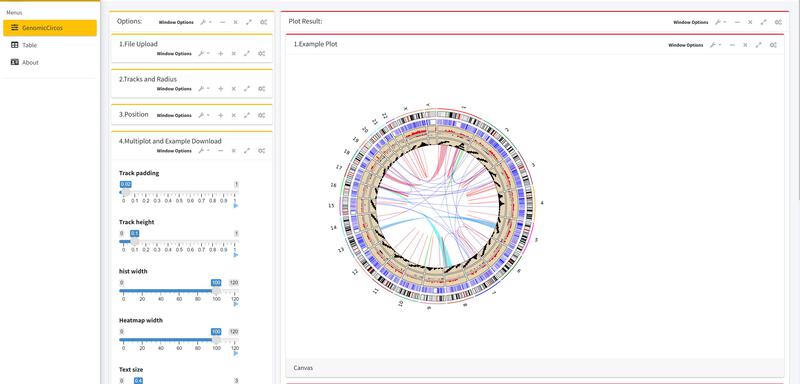 Menus
GenomicCircos
Table
About
Options:
Window Options
1.File Upload
Window Options
2.Tracks and Radius
Window Options
3.Position
Window Options
4.Multiplot and Example Download
Window Options
Track padding
0.02
1
0 0.1 0.2 0.3 0.4 0.5 0.6 0.7 0.8 0.9 1
Track height
0 0.1 1
0 0.1 0.2 0.3 0.4 0.5 0.6 0.7 0.8 0.9 1
hist width
0 100 120
0 20 40 60 80 100 120
Heatmap width
0 100 120
0 20 40 60 80 100 120
Text size
0 0.4 3
Plot Result:
Window Options
1.Example Plot
Window Options
X Y 1
22
21
20
19
18
17
16
15
14
13
12
11
10
9
8
7
6
5
4
3
2
Canvas